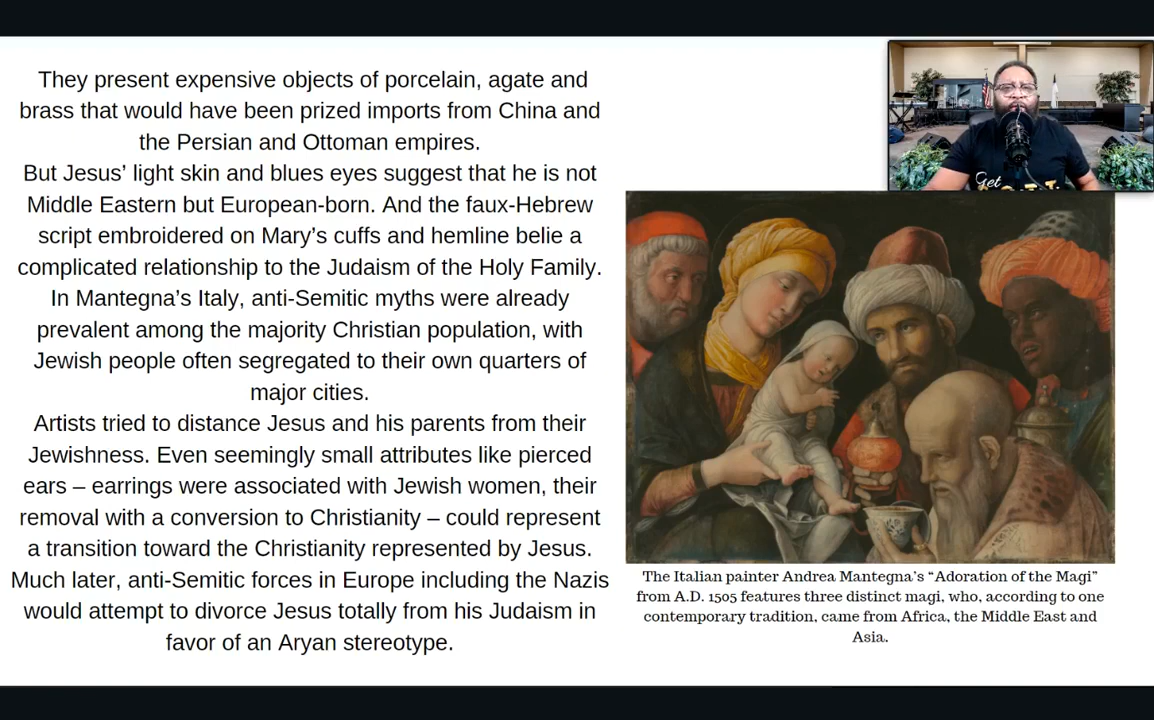 They present expensive objects of porcelain, agate and
brass that would have been prized imports from China and
the Persian and Ottoman empires.
But Jesus’ light skin and blues eyes suggest that he is not
Middle Eastern but European-born. And the faux-Hebrew
script embroidered on Mary’s cuffs and hemline belie a
complicated relationship to the Judaism of the Holy Family.
In Mantegna’s Italy, anti-Semitic myths were already
prevalent among the majority Christian population, with
Jewish people often segregated to their own quarters of
major cities.
Artists tried to distance Jesus and his parents from their
Jewishness. Even seemingly small attributes like pierced
ears – earrings were associated with Jewish women, their
removal with a conversion to Christianity – could represent
a transition toward the Christianity represented by Jesus.
Much later, anti-Semitic forces in Europe including the Nazis
would attempt to divorce Jesus totally from his Judaism in
favor of an Aryan stereotype.
Get
The Italian painter Andrea Mantegna’s “Adoration of the Magi”
from A.D. 1505 features three distinct magi, who, according to one
contemporary tradition, came from Africa, the Middle East and
Asia.